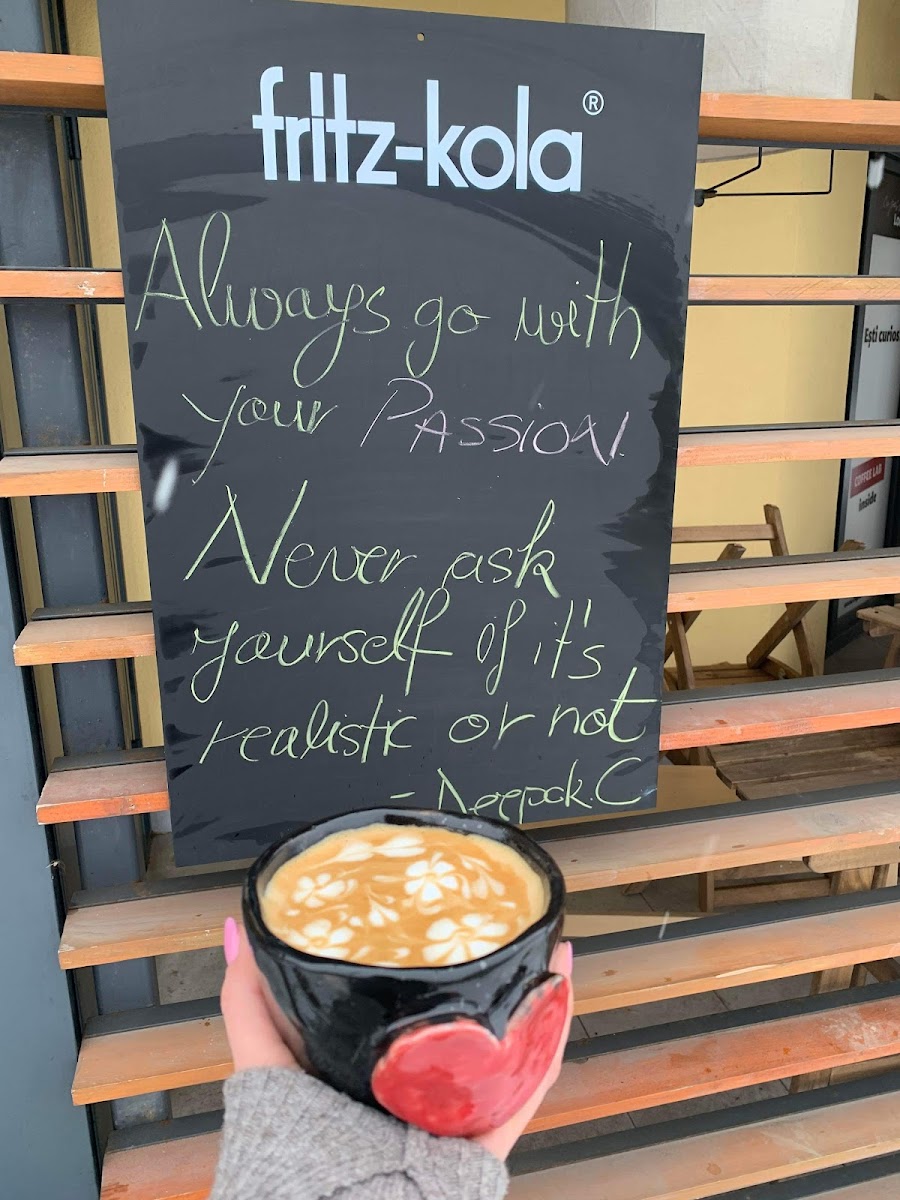 fritz-kola®
Always go with
your PASSION.
Never ask
yourself if it's
realistic or not
- Deepak.C
Ești curios
COFFEE LAB
inside